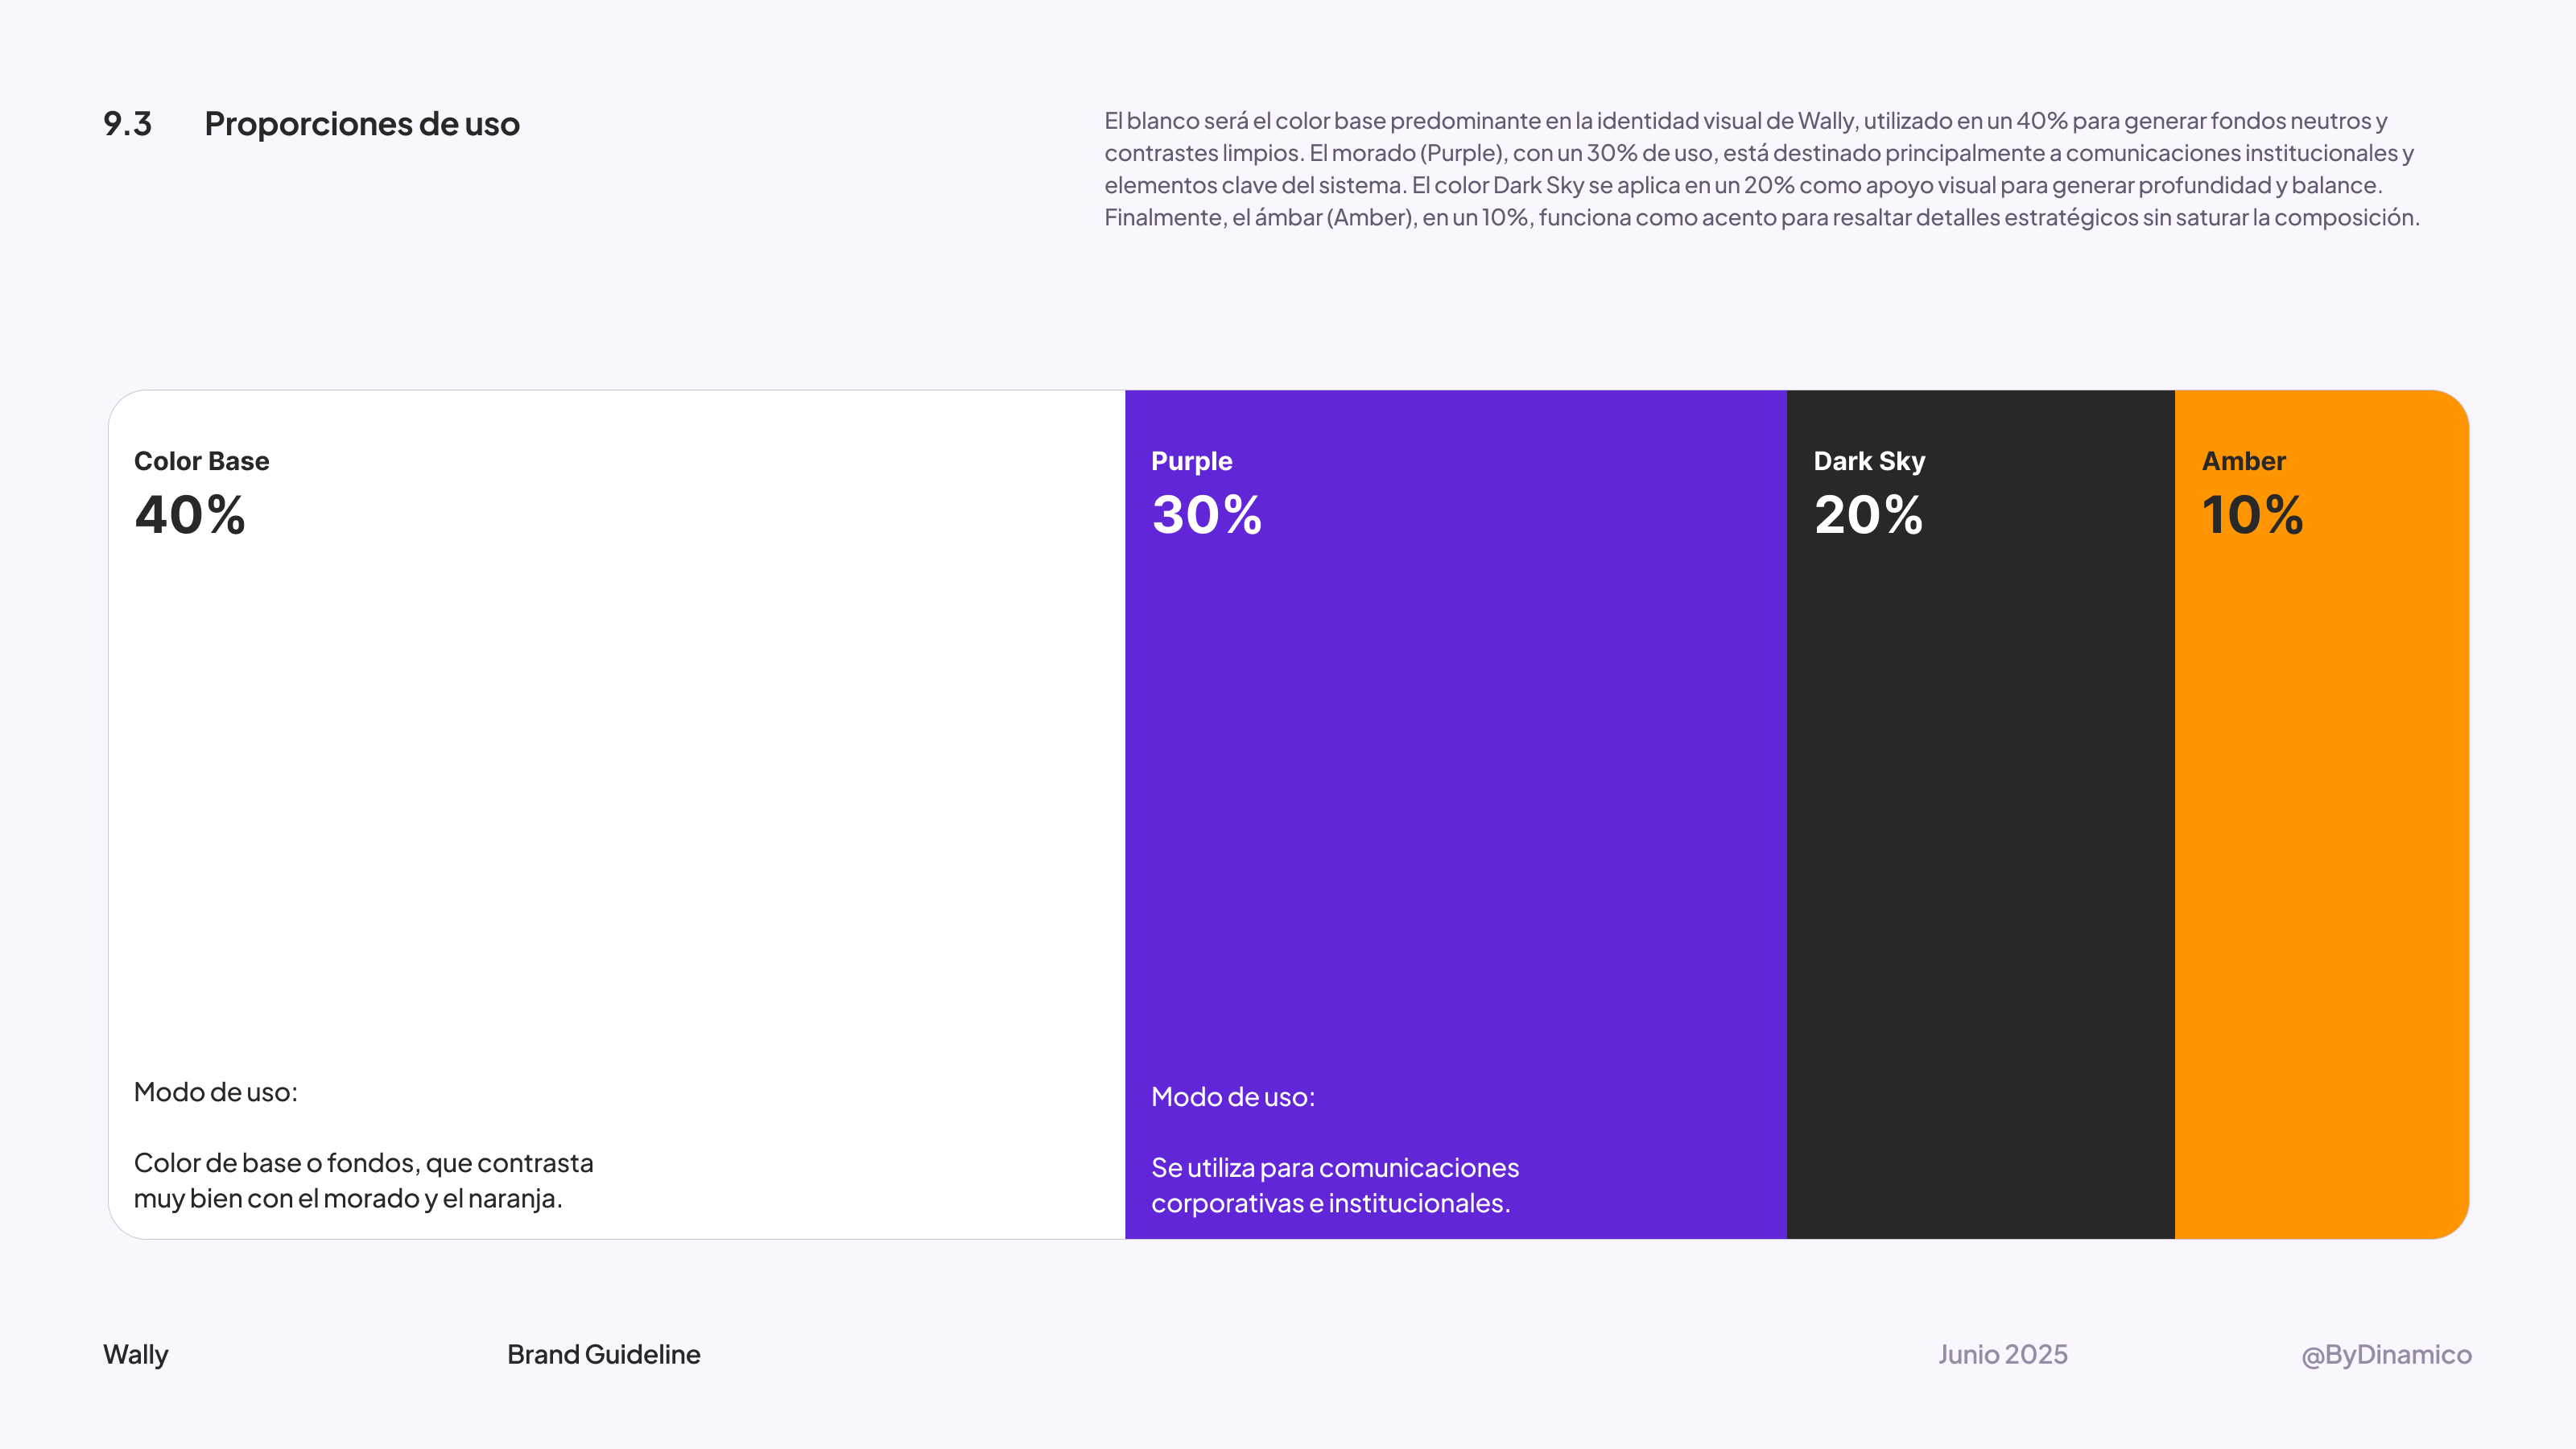 9.3 Proporciones de uso
El blanco será el color base predominante en la identidad visual de Wally, utilizado en un 40% para generar fondos neutros y
contrastes limpios. El morado (Purple), con un 30% de uso, está destinado principalmente a comunicaciones institucionales y
elementos clave del sistema. El color Dark Sky se aplica en un 20% como apoyo visual para generar profundidad y balance.
Finalmente, el ámbar (Amber), en un 10%, funciona como acento para resaltar detalles estratégicos sin saturar la composición.
Color Base
40%
Modo de uso:
Color de base o fondos, que contrasta
muy bien con el morado y el naranja.
Purple
30%
Modo de uso:
Se utiliza para comunicaciones
corporativas e institucionales.
Dark Sky
20%
Amber
10%
Wally
Brand Guideline
Junio 2025
@ByDinamico